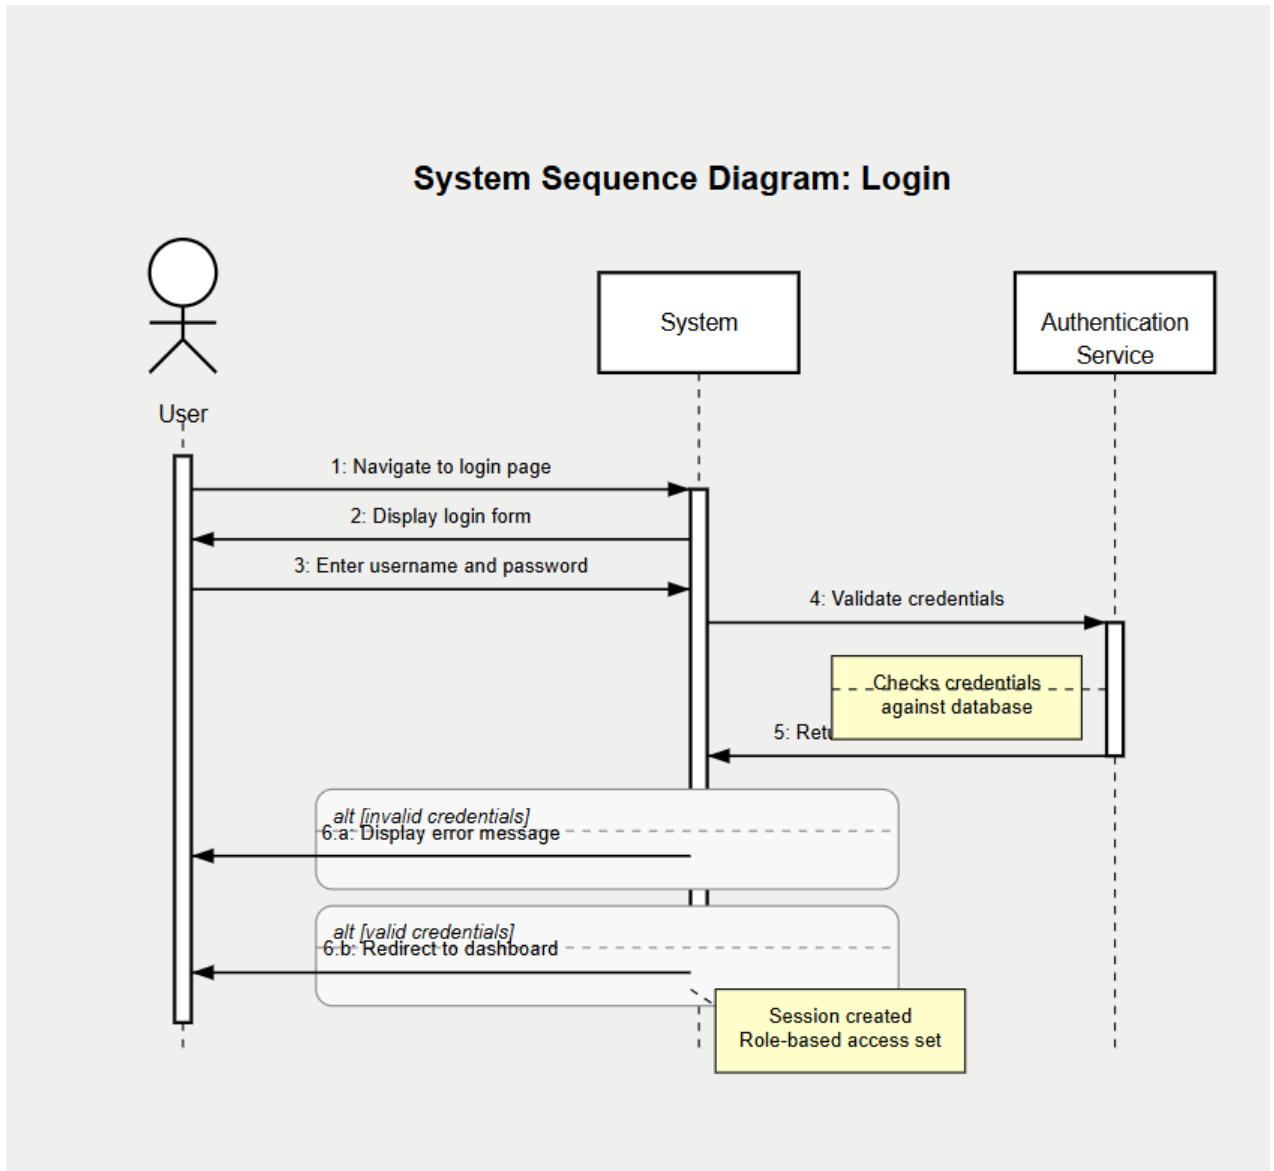 System Sequence Diagram: Login
System
Authentication
Service
User
1: Navigate to login page
2: Display login form
3: Enter username and password
4: Validate credentials
Checks credentials
against database
5:
alt [invalid credentials]
6.a: Display error message
alt [valid credentials]
6.b: Redirect to dashboard
Session created
Role-based access set